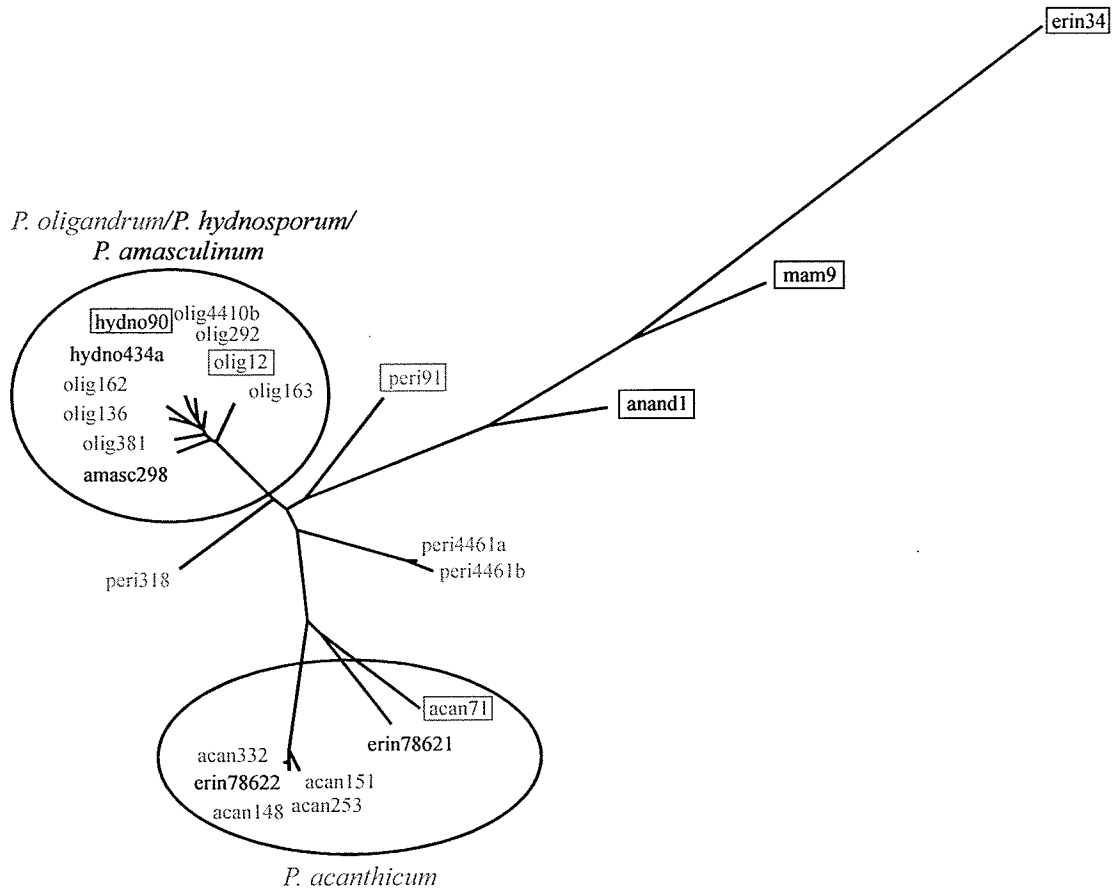 erin34
P. oligandrum/P. hydnosporum/
P. amasculinum
mam9
hydno90
olig4410b
olig292
hydno434a
olig12
olig162
olig163
peri91
anand1
olig136
olig381
amasc298
peri4461a
peri4461b
peri318
acan71
erin78621
acan332
erin78622
acan151
acan148
acan253
P. acanthicum